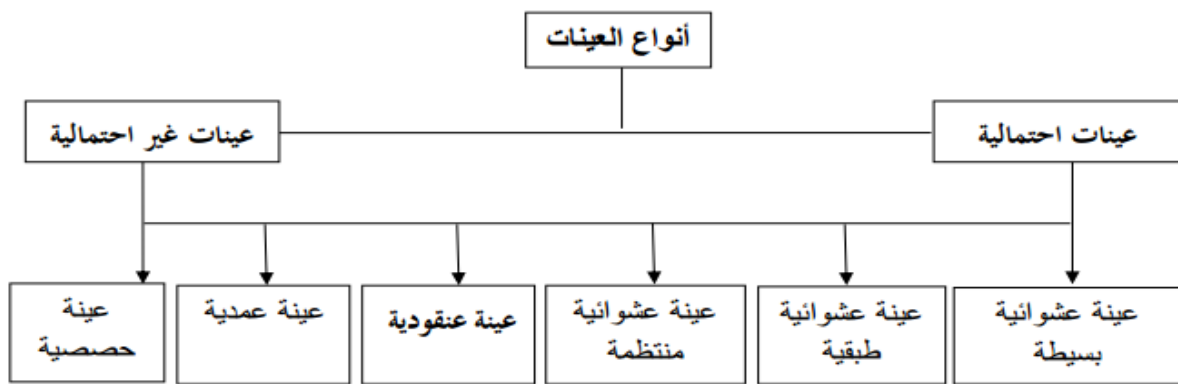 أنواع العينات
عينات احتمالية
عينات غير احتمالية
عينة عشوائية
بسيطة
عينة عشوائية
طبقية
عينة عشوائية
منتظمة
عينة عنقودية
عينة عمدية
عينة
حصصية